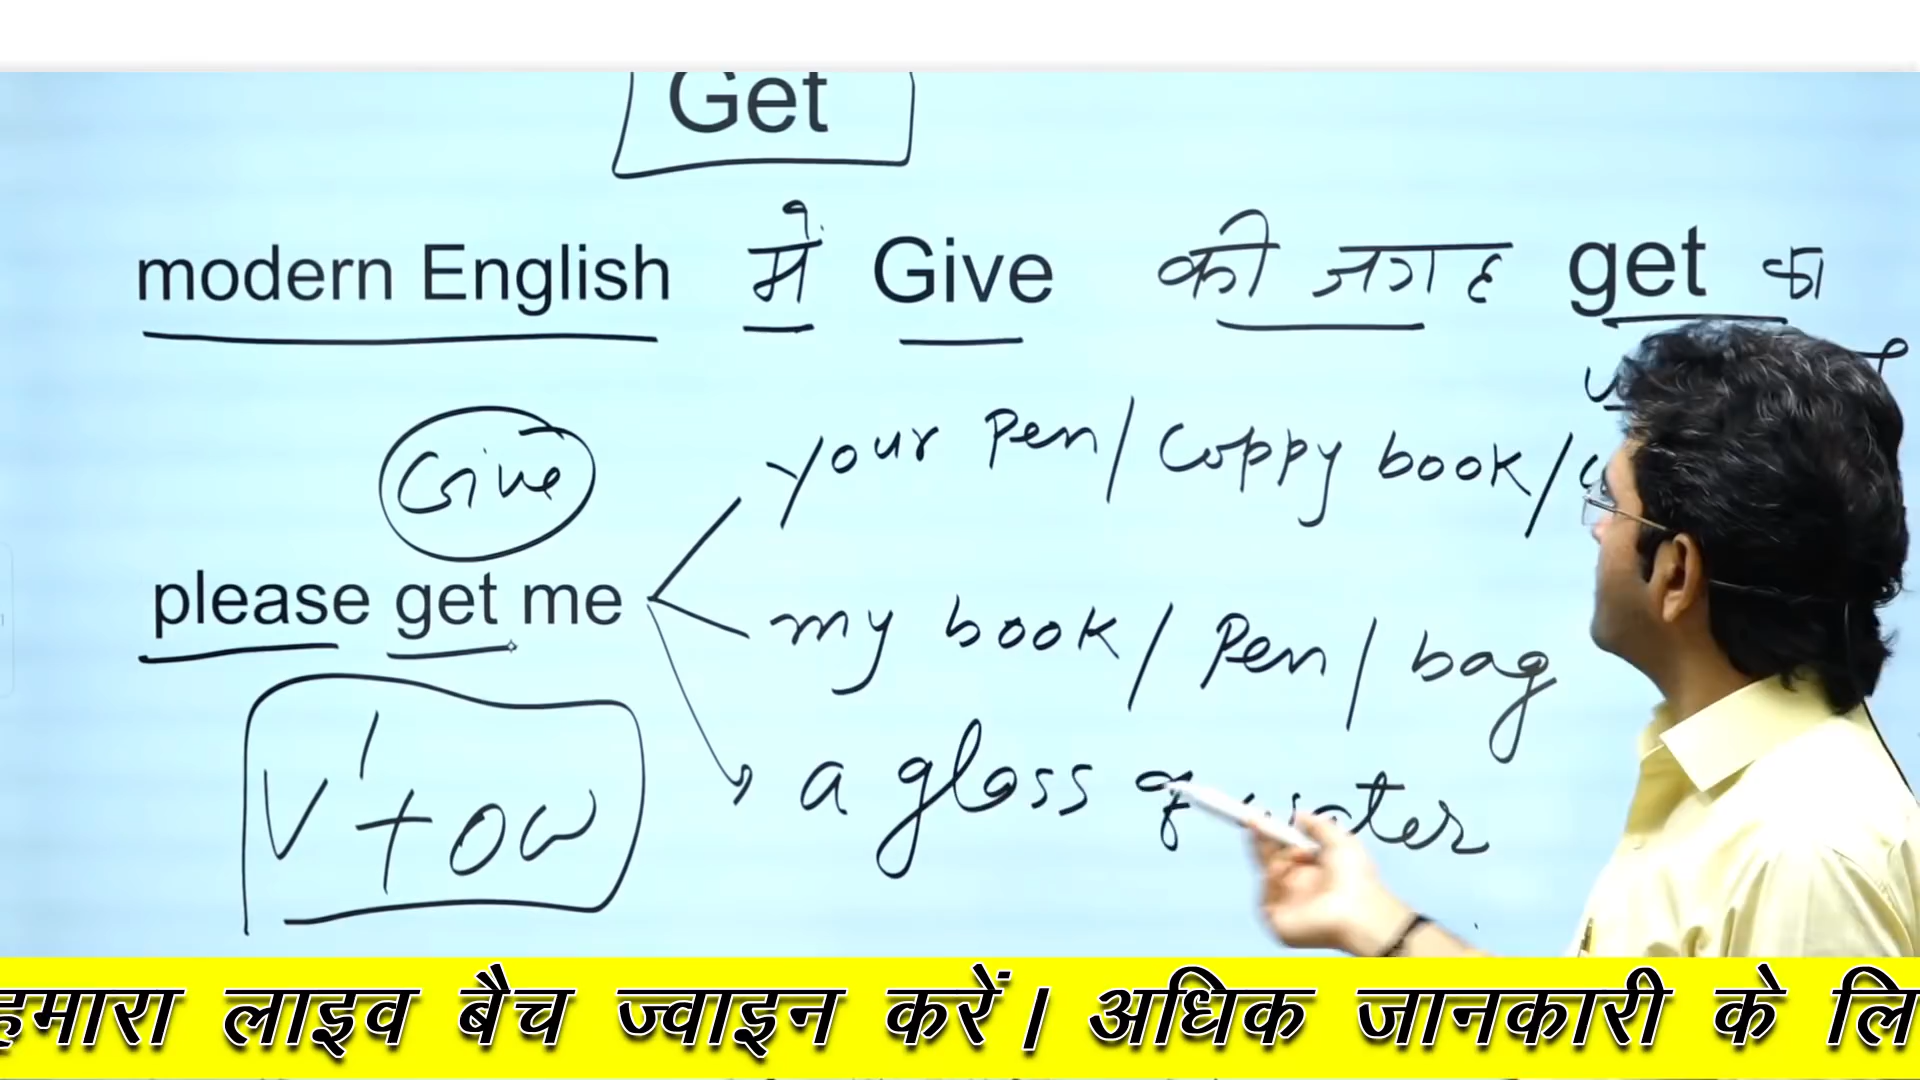 Get
modern English में Give की जगह get का
Give
your pen / coppy book /
please get me
my book / pen / bag
V1 + ow
a glass of water
हमारा लाइव बैच ज्वाइन करें। अधिक जानकारी के लि